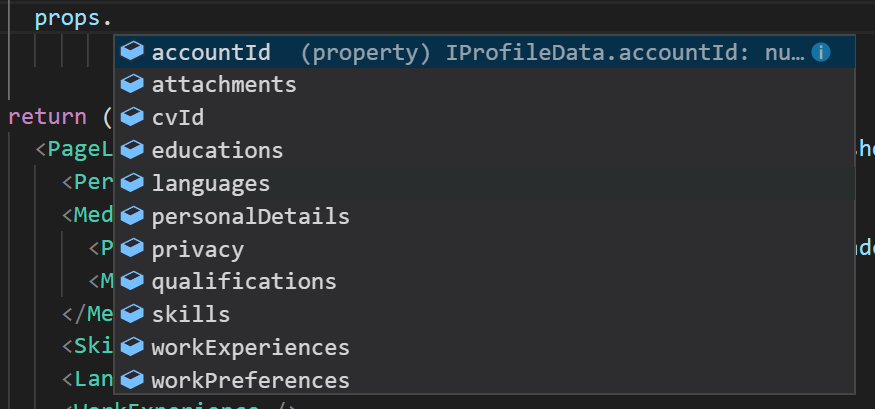 props.
accountId (property) IProfileData.accountId: nu…
attachments
return ( cvId
educations
<PageL
<Per languages
<Med personalDetails
<P privacy
<M qualifications
</Me skills
<Ski workExperiences
<Lan workPreferences
<WorkExperience />